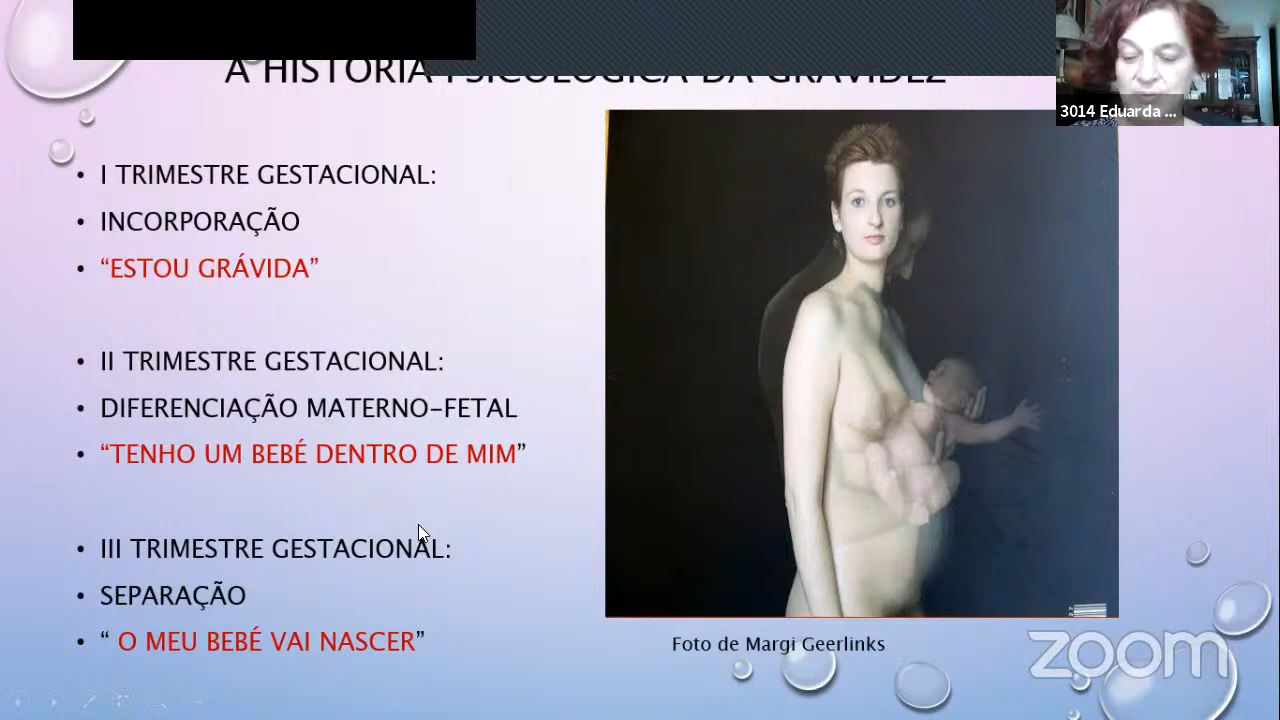 A HISTÓRIA PSICOLÓGICA DA GRAVIDEZ
3014 Eduarda ...
• I TRIMESTRE GESTACIONAL:
• INCORPORAÇÃO
• “ESTOU GRÁVIDA”
• II TRIMESTRE GESTACIONAL:
• DIFERENCIAÇÃO MATERNO-FETAL
• “TENHO UM BEBÉ DENTRO DE MIM”
• III TRIMESTRE GESTACIONAL:
• SEPARAÇÃO
• “ O MEU BEBÉ VAI NASCER”
Foto de Margi Geerlinks
zoom